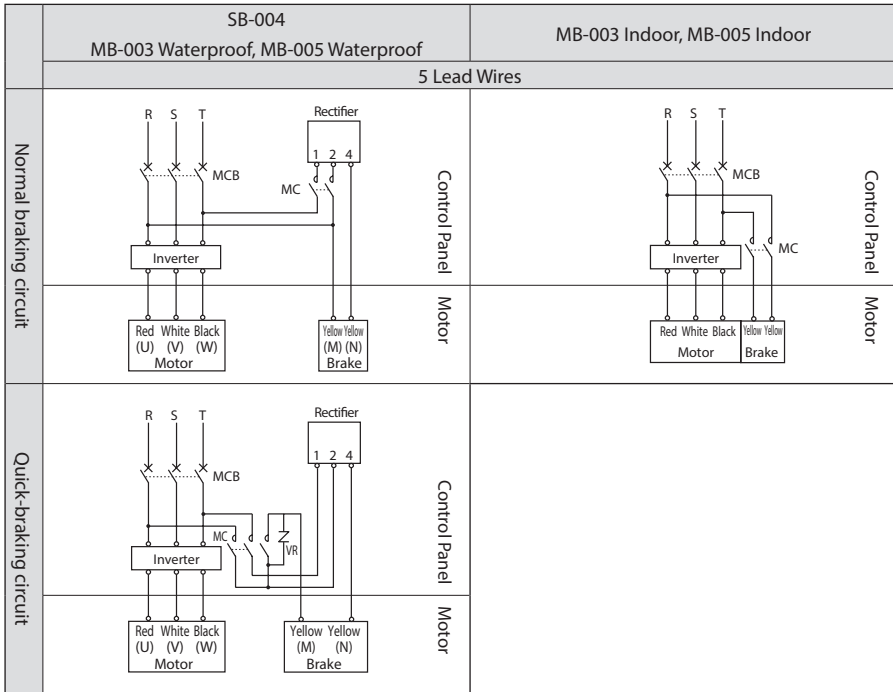 SB-004
MB-003 Waterproof, MB-005 Waterproof
MB-003 Indoor, MB-005 Indoor
5 Lead Wires
Normal braking circuit
R S T
Rectifier
1 2 4
MCB
MC
Inverter
Control Panel
Motor
Red White Black
(U) (V) (W)
Motor
Yellow Yellow
(M) (N)
Brake
R S T
MCB
MC
Inverter
Control Panel
Motor
Red White Black
Motor
Yellow Yellow
Brake
Quick-braking circuit
R S T
Rectifier
1 2 4
MCB
MC
VR
Inverter
Control Panel
Motor
Red White Black
(U) (V) (W)
Motor
Yellow Yellow
(M) (N)
Brake